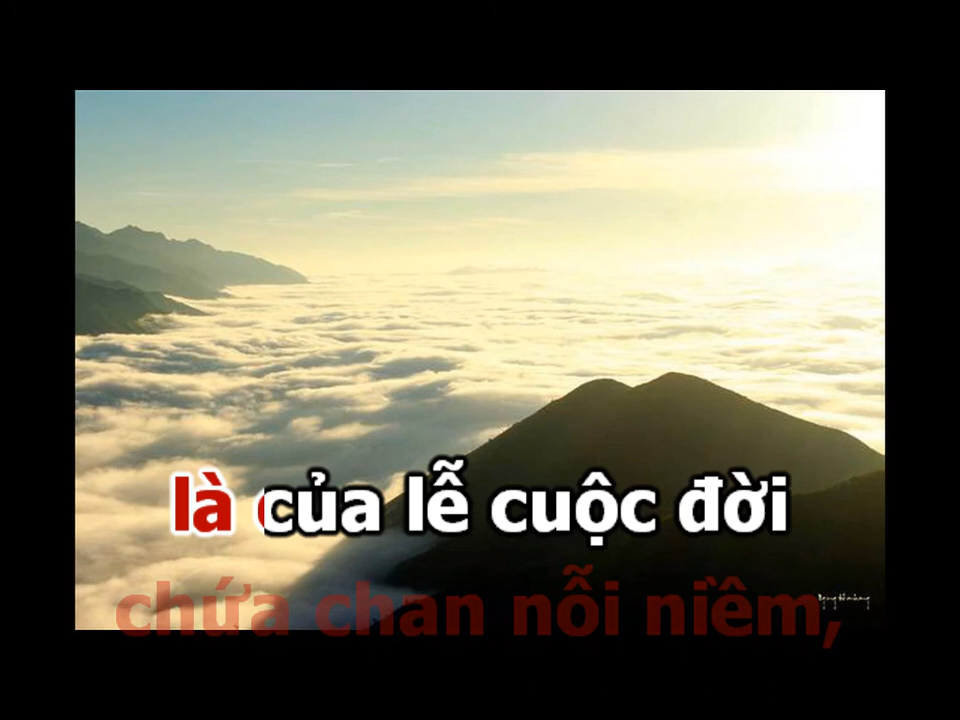 là của lễ cuộc đời
chứa chan nỗi niềm,